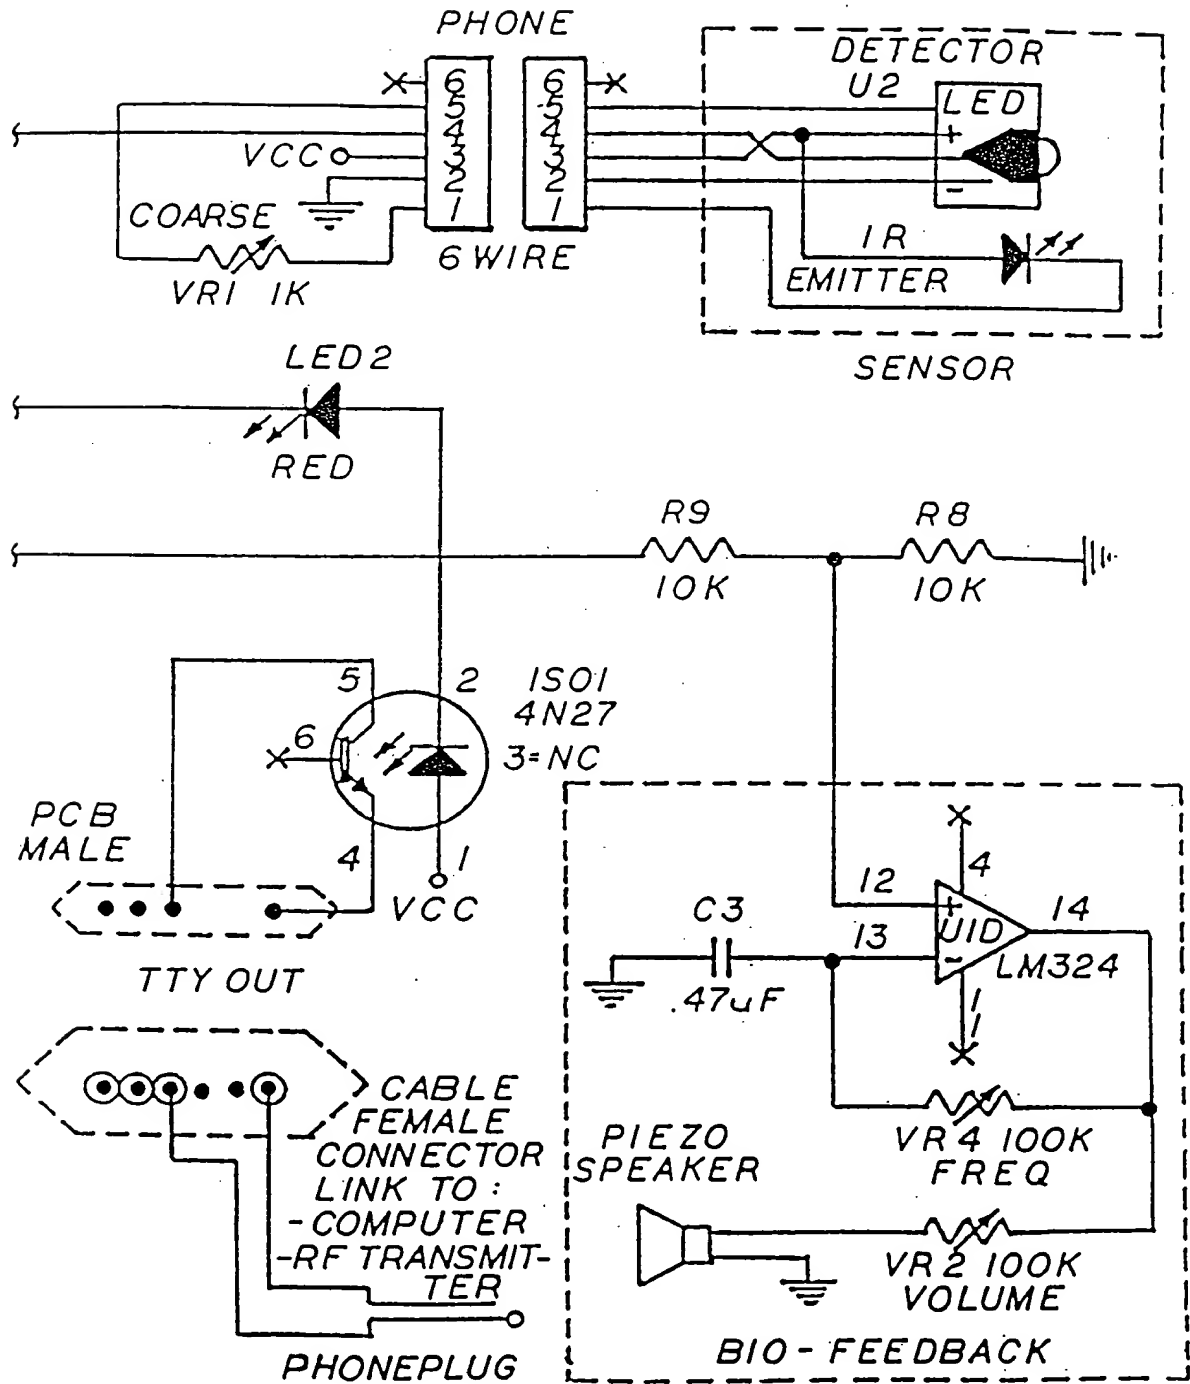 PHONE
6
5
4
3
2
1
6
5
4
3
2
1
VCC
COARSE
VR1 1K
6 WIRE
DETECTOR
U2
LED
+
-
IR
EMITTER
SENSOR
LED2
RED
R9
10K
R8
10K
5
2
ISO1
4N27
6
3=NC
4
1
VCC
PCB
MALE
TTY OUT
CABLE
FEMALE
CONNECTOR
LINK TO :
-COMPUTER
-RF TRANSMIT-
TER
PHONEPLUG
4
12
+
14
C3
13
-
U1D
LM324
.47uF
11
VR4 100K
FREQ
PIEZO
SPEAKER
VR2 100K
VOLUME
BIO-FEEDBACK